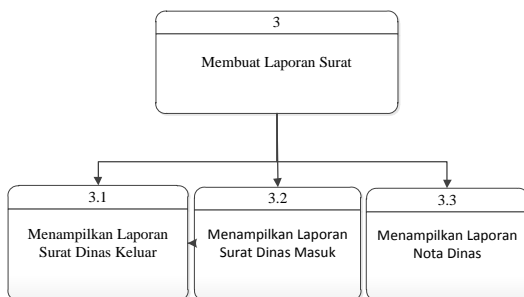 3
Membuat Laporan Surat
3.1
Menampilkan Laporan
Surat Dinas Keluar
3.2
Menampilkan Laporan
Surat Dinas Masuk
3.3
Menampilkan Laporan
Nota Dinas